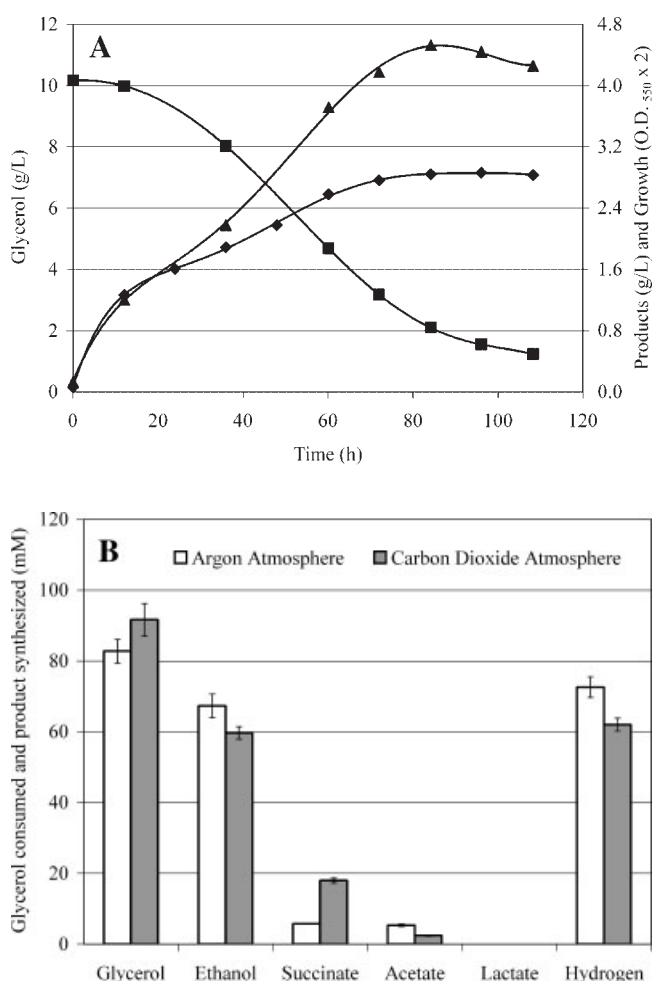 A
Glycerol (g/L)
12
10
8
6
4
2
0
4.8
4.0
3.2
2.4
1.6
0.8
0.0
Products (g/L) and Growth (O.D. 550 x 2)
0 20 40 60 80 100 120
Time (h)
B
Argon Atmosphere Carbon Dioxide Atmosphere
Glycerol consumed and product synthesized (mM)
120
100
80
60
40
20
0
Glycerol Ethanol Succinate Acetate Lactate Hydrogen